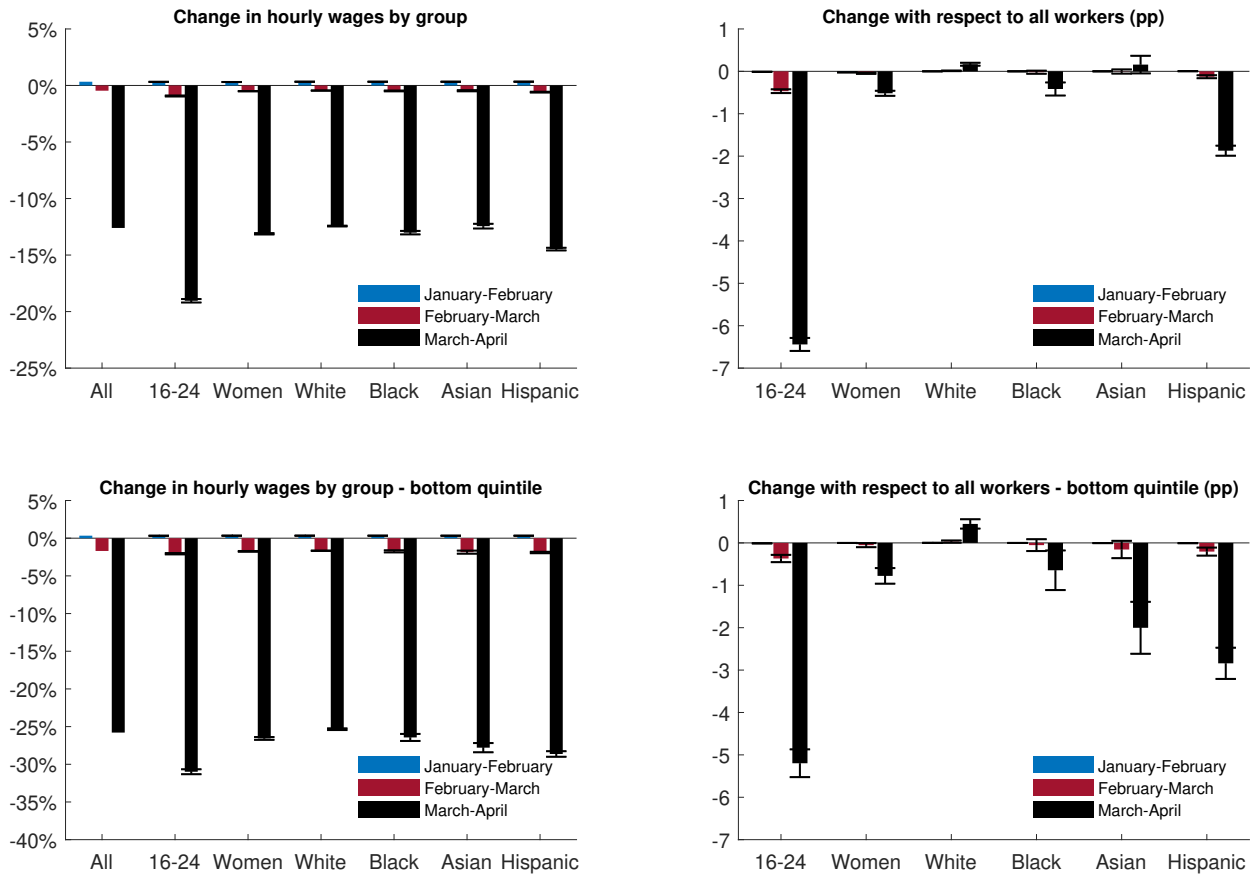 Change in hourly wages by group
5%
0%
-5%
-10%
-15%
-20%
-25%
January-February
February-March
March-April
All 16-24 Women White Black Asian Hispanic
Change with respect to all workers (pp)
1
0
-1
-2
-3
-4
-5
-6
-7
January-February
February-March
March-April
16-24 Women White Black Asian Hispanic
Change in hourly wages by group - bottom quintile
5%
0%
-5%
-10%
-15%
-20%
-25%
-30%
-35%
-40%
January-February
February-March
March-April
All 16-24 Women White Black Asian Hispanic
Change with respect to all workers - bottom quintile (pp)
1
0
-1
-2
-3
-4
-5
-6
-7
January-February
February-March
March-April
16-24 Women White Black Asian Hispanic